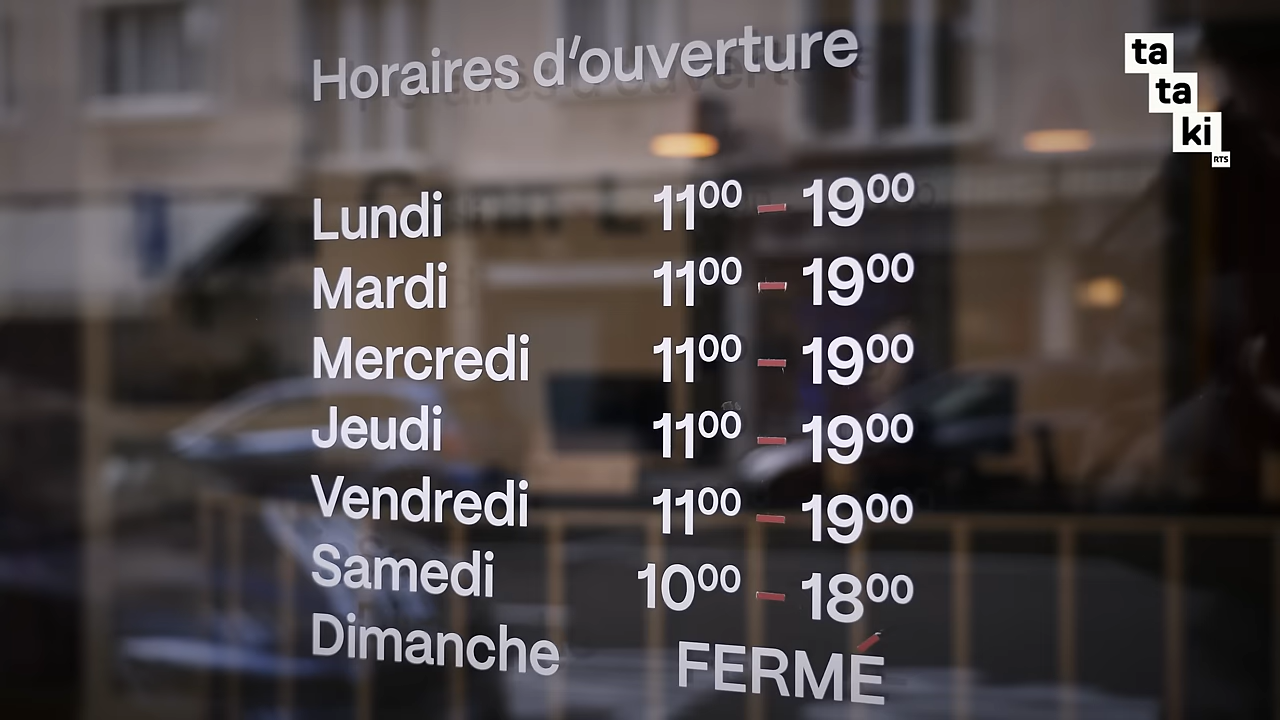 Horaires d'ouverture
Lundi 11⁰⁰ – 19⁰⁰
Mardi 11⁰⁰ – 19⁰⁰
Mercredi 11⁰⁰ – 19⁰⁰
Jeudi 11⁰⁰ – 19⁰⁰
Vendredi 11⁰⁰ – 19⁰⁰
Samedi 10⁰⁰ – 18⁰⁰
Dimanche FERMÉ
ta
ta
ki
RTS